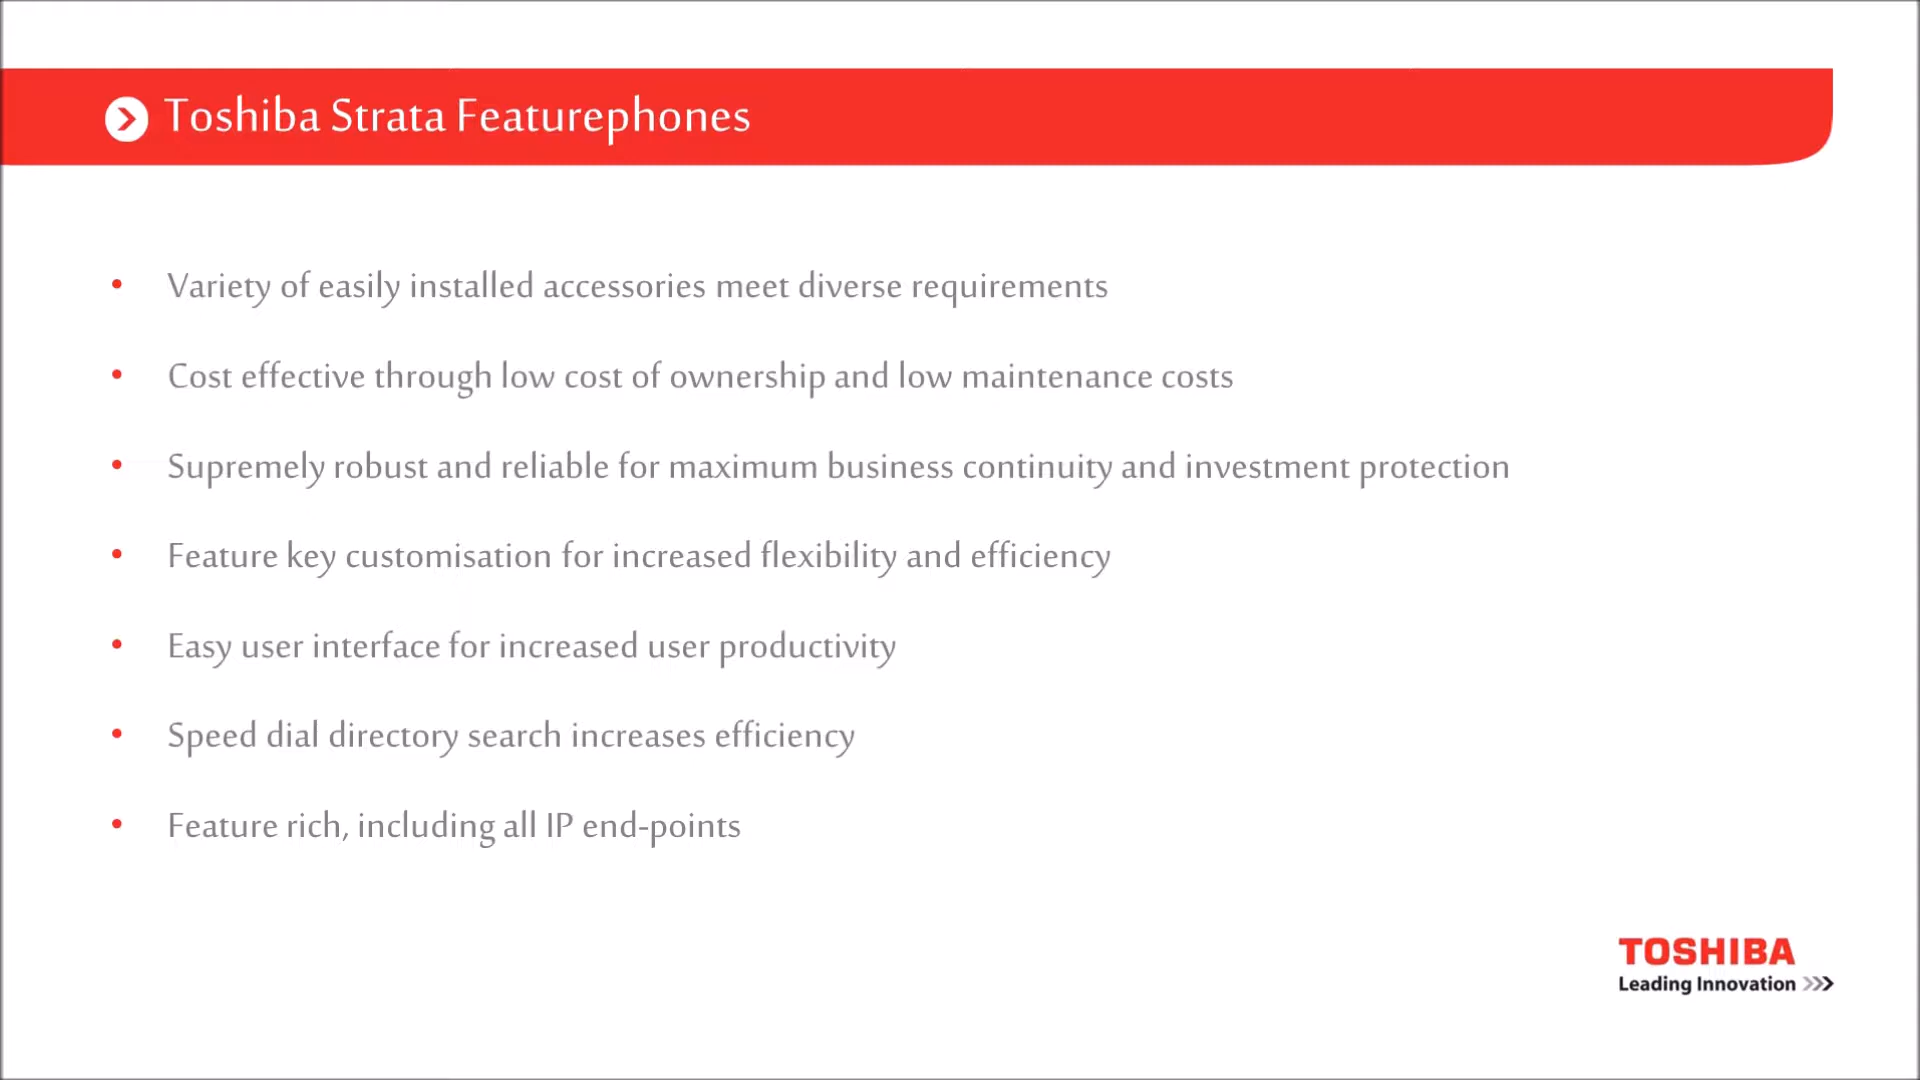 Toshiba Strata Featurephones
• Variety of easily installed accessories meet diverse requirements
• Cost effective through low cost of ownership and low maintenance costs
• Supremely robust and reliable for maximum business continuity and investment protection
• Feature key customisation for increased flexibility and efficiency
• Easy user interface for increased user productivity
• Speed dial directory search increases efficiency
• Feature rich, including all IP end-points
TOSHIBA
Leading Innovation